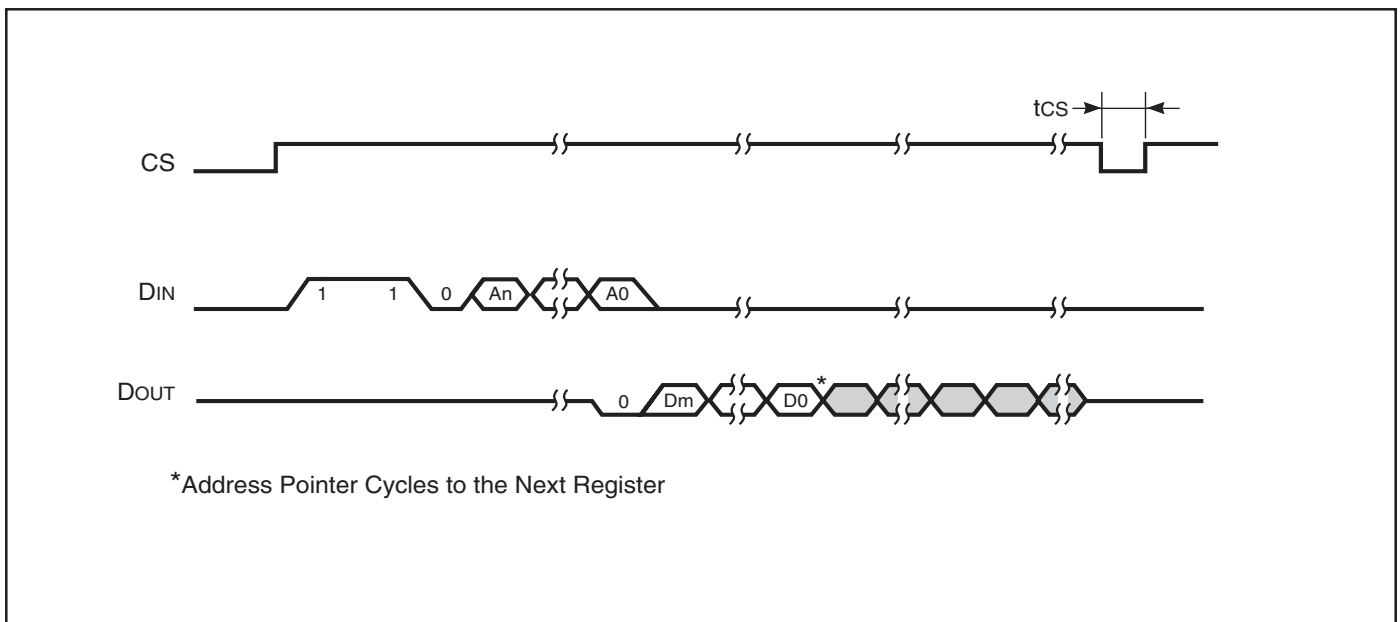 tCS
CS
DIN 1 1 0 An A0
DOUT 0 Dm D0 *
*Address Pointer Cycles to the Next Register